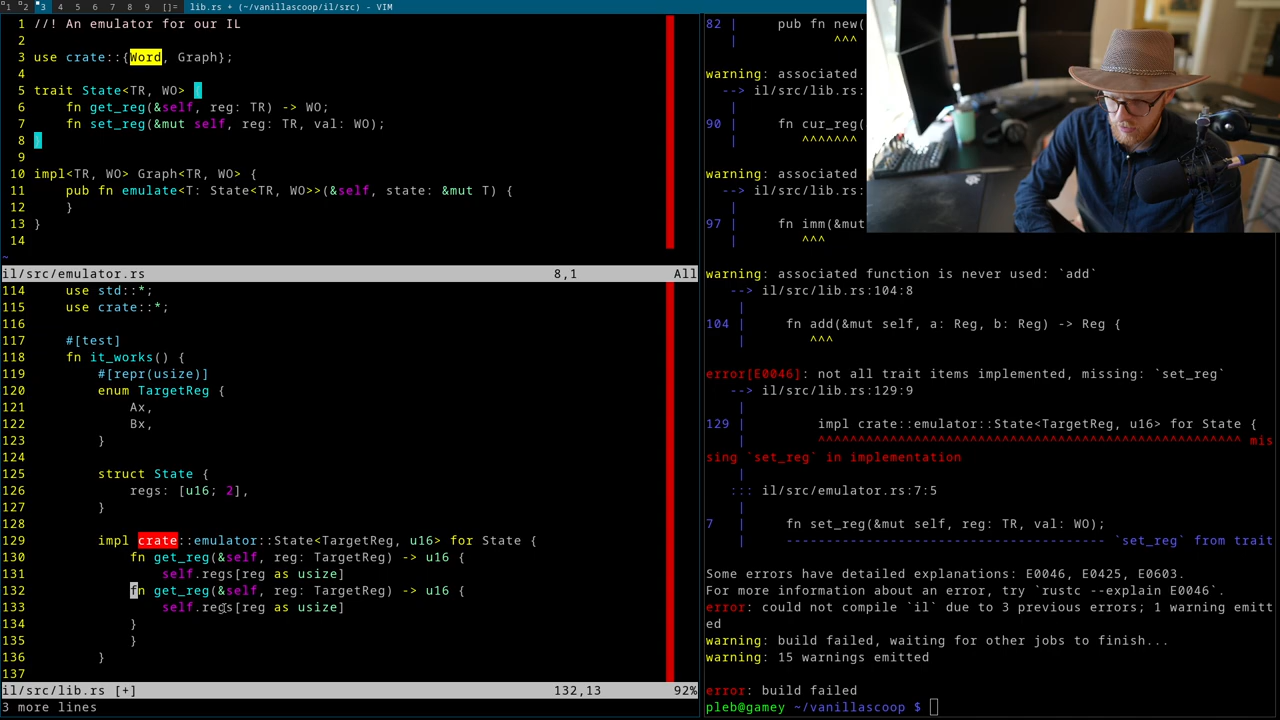 1 2 3 4 5 6 7 8 9 []= lib.rs + (~/vanillascoop/il/src) - VIM
1 //! An emulator for our IL
2
3 use crate::{Word, Graph};
4
5 trait State<TR, WO> {
6     fn get_reg(&self, reg: TR) -> WO;
7     fn set_reg(&mut self, reg: TR, val: WO);
8 }
9
10 impl<TR, WO> Graph<TR, WO> {
11     pub fn emulate<T: State<TR, WO>>(&self, state: &mut T) {
12     }
13 }
14
~
il/src/emulator.rs 8,1 All
114     use std::*;
115     use crate::*;
116
117     #[test]
118     fn it_works() {
119         #[repr(usize)]
120         enum TargetReg {
121             Ax,
122             Bx,
123         }
124
125         struct State {
126             regs: [u16; 2],
127         }
128
129         impl crate::emulator::State<TargetReg, u16> for State {
130             fn get_reg(&self, reg: TargetReg) -> u16 {
131                 self.regs[reg as usize]
132             fn get_reg(&self, reg: TargetReg) -> u16 {
133                 self.regs[reg as usize]
134             }
135             }
136         }
137
il/src/lib.rs [+] 132,13 92%
3 more lines
82 |     pub fn new(
   |            ^^^
warning: associated
  --> il/src/lib.rs:
   |
90 |     fn cur_reg(
   |        ^^^^^^^
warning: associated
  --> il/src/lib.rs:
   |
97 |     fn imm(&mut
   |        ^^^
warning: associated function is never used: `add`
   --> il/src/lib.rs:104:8
    |
104 |     fn add(&mut self, a: Reg, b: Reg) -> Reg {
    |        ^^^
error[E0046]: not all trait items implemented, missing: `set_reg`
   --> il/src/lib.rs:129:9
    |
129 |         impl crate::emulator::State<TargetReg, u16> for State {
    |         ^^^^^^^^^^^^^^^^^^^^^^^^^^^^^^^^^^^^^^^^^^^^^^^^^^^^^ mis
sing `set_reg` in implementation
    |
   ::: il/src/emulator.rs:7:5
    |
7   |     fn set_reg(&mut self, reg: TR, val: WO);
    |     ---------------------------------------- `set_reg` from trait
Some errors have detailed explanations: E0046, E0425, E0603.
For more information about an error, try `rustc --explain E0046`.
error: could not compile `il` due to 3 previous errors; 1 warning emitt
ed
warning: build failed, waiting for other jobs to finish...
warning: 15 warnings emitted
error: build failed
pleb@gamey ~/vanillascoop $